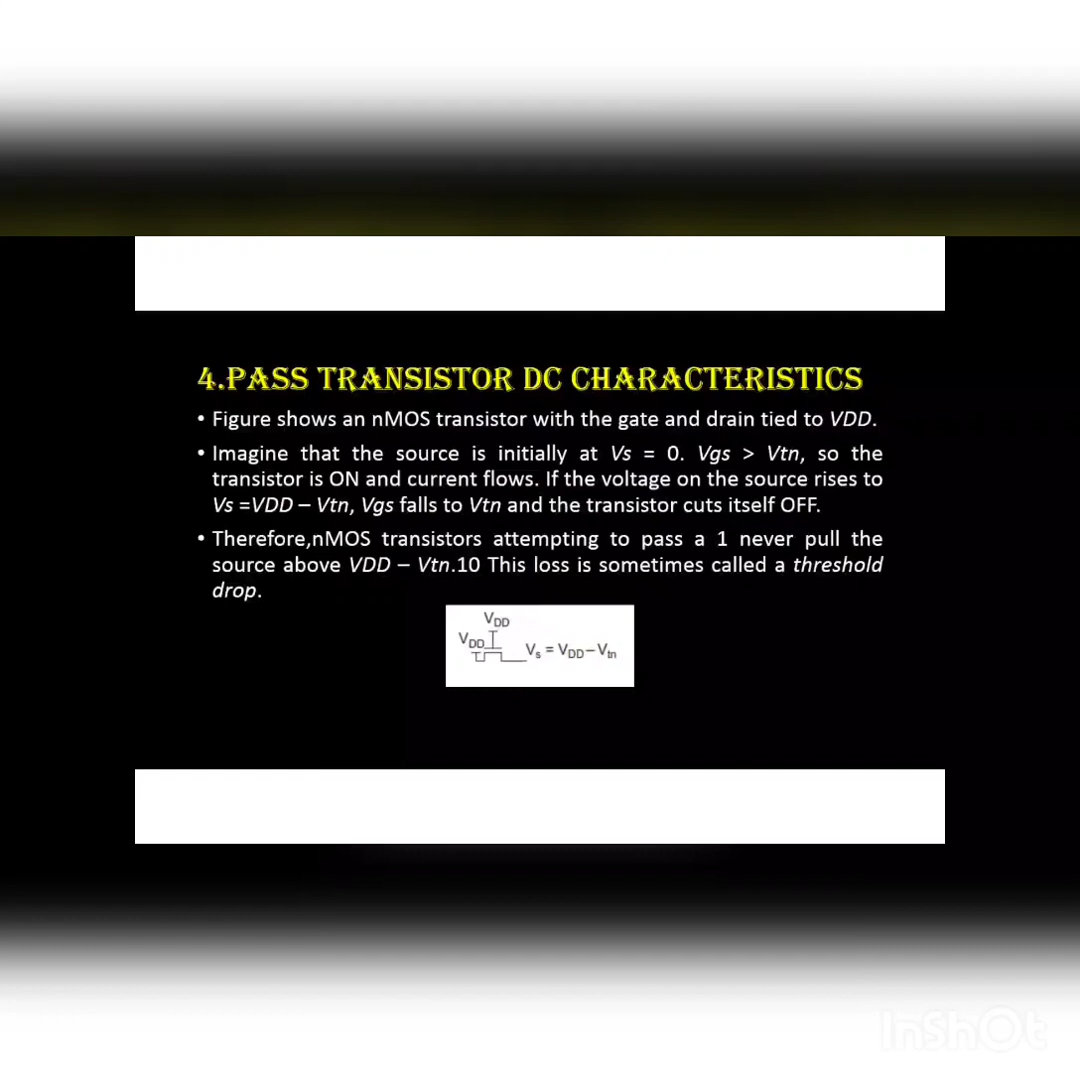 4.PASS TRANSISTOR DC CHARACTERISTICS
• Figure shows an nMOS transistor with the gate and drain tied to VDD.
• Imagine that the source is initially at Vs = 0. Vgs > Vtn, so the
transistor is ON and current flows. If the voltage on the source rises to
Vs =VDD – Vtn, Vgs falls to Vtn and the transistor cuts itself OFF.
• Therefore,nMOS transistors attempting to pass a 1 never pull the
source above VDD – Vtn.10 This loss is sometimes called a threshold
drop.
VDD
VDD
Vs = VDD – Vtn
InShOt